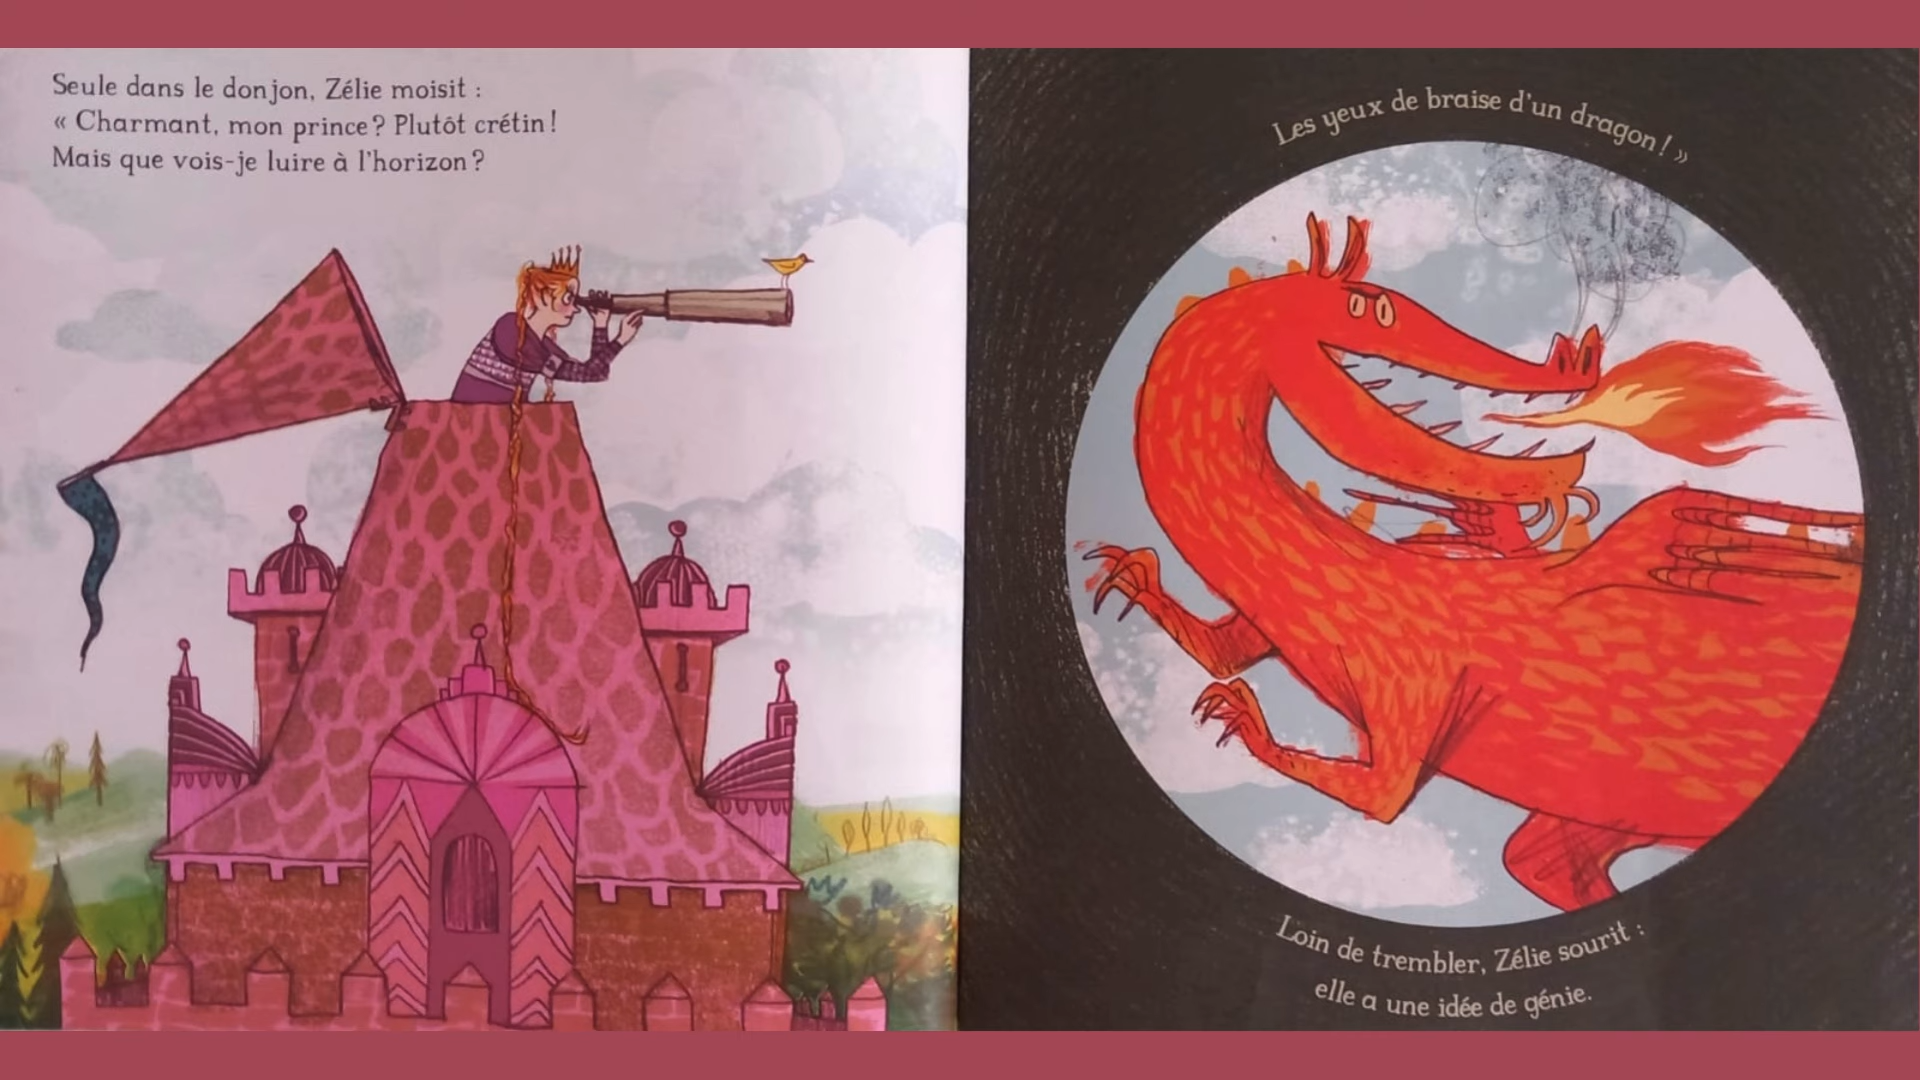 Seule dans le donjon, Zélie moisit :
« Charmant, mon prince ? Plutôt crétin !
Mais que vois-je luire à l'horizon ?
Les yeux de braise d'un dragon ! »
Loin de trembler, Zélie sourit :
elle a une idée de génie.